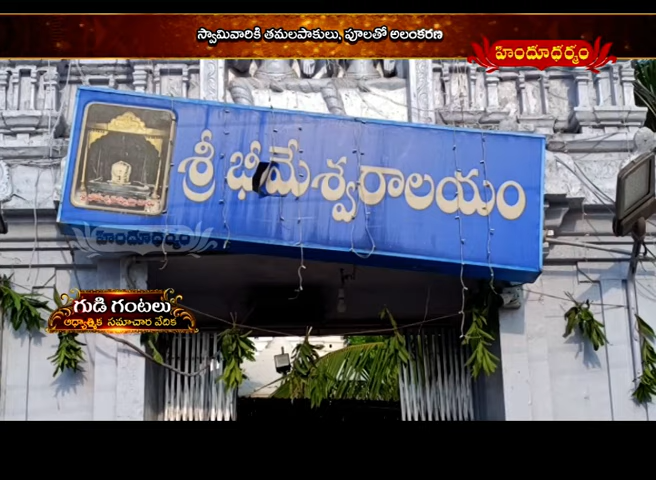 స్వామివారికి తమలపాకులు, పూలతో అలంకరణ
హిందూధర్మం
శ్రీ భీమేశ్వరాలయం
హిందూధర్మం
గుడి గంటలు
ఆధ్యాత్మిక సమాచార వేదిక